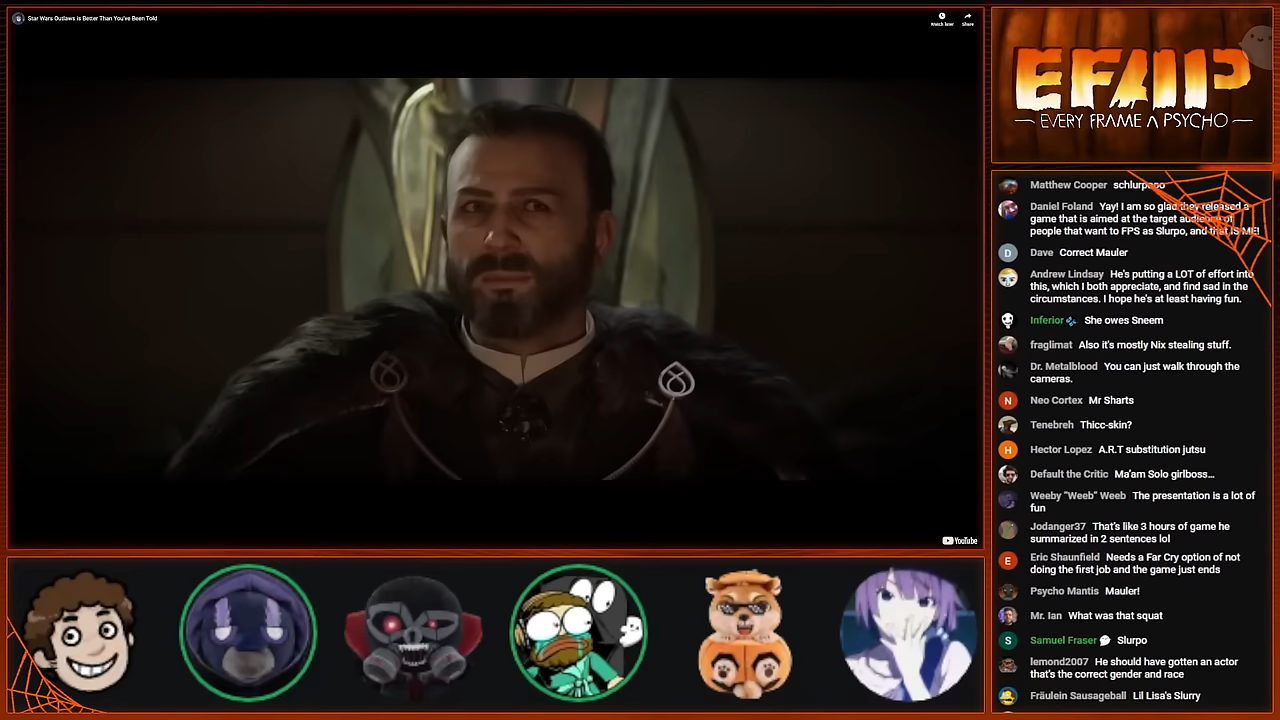 Star Wars Outlaws is Better Than You've Been Told
Watch later
Share
YouTube
EFAP
EVERY FRAME A PSYCHO
Matthew Cooper schlurpooo
Daniel Foland Yay! I am so glad they released a
game that is aimed at the target audience of
people that want to FPS as Slurpo, and that IS ME!
D
Dave Correct Mauler
Andrew Lindsay He's putting a LOT of effort into
this, which I both appreciate, and find sad in the
circumstances. I hope he's at least having fun.
Inferior She owes Sneem
fraglimat Also it's mostly Nix stealing stuff.
Dr. Metalblood You can just walk through the
cameras.
N
Neo Cortex Mr Sharts
Tenebreh Thicc-skin?
H
Hector Lopez A.R.T substitution jutsu
Default the Critic Ma'am Solo girlboss...
Weeby "Weeb" Weeb The presentation is a lot of
fun
Jodanger37 That's like 3 hours of game he
summarized in 2 sentences lol
E
Eric Shaunfield Needs a Far Cry option of not
doing the first job and the game just ends
Psycho Mantis Mauler!
Mr. Ian What was that squat
S
Samuel Fraser Slurpo
lemond2007 He should have gotten an actor
that's the correct gender and race
Fräulein Sausageball Lil Lisa's Slurry